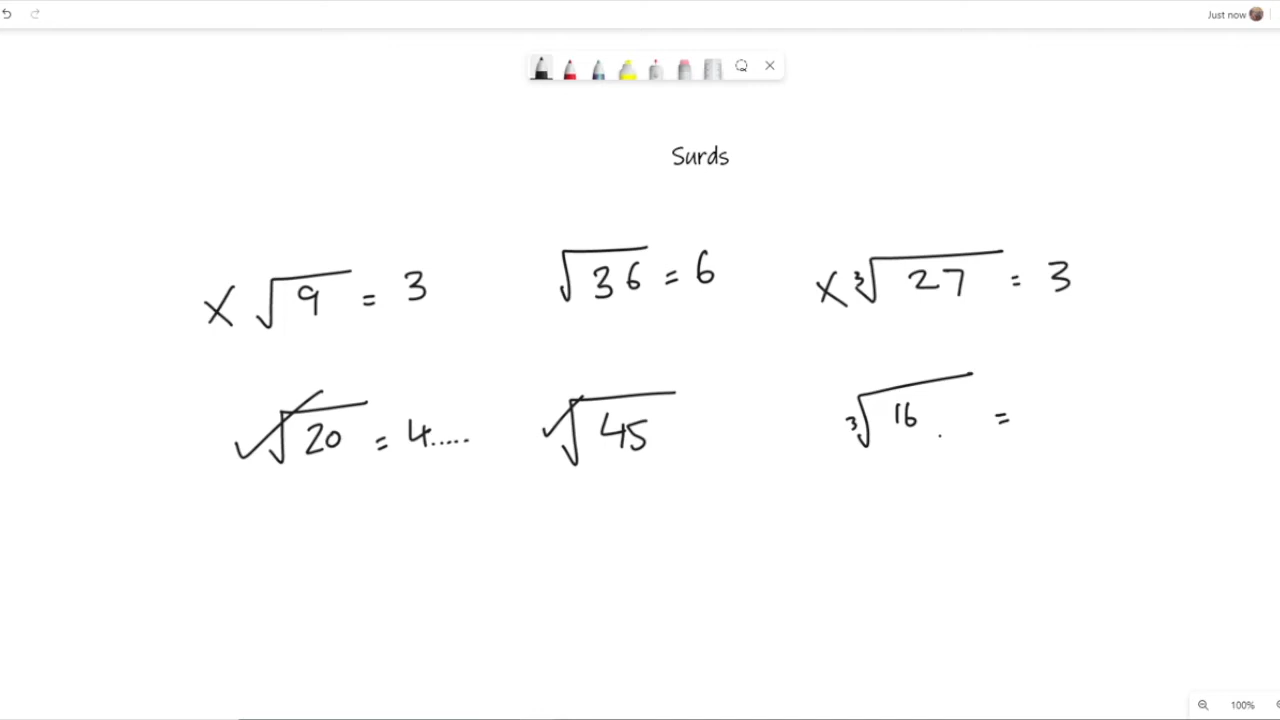 Just now
Surds
X √9 = 3 √36 = 6 X ∛27 = 3
✓ √20 = 4..... ✓ √45 ∛16 =
100%